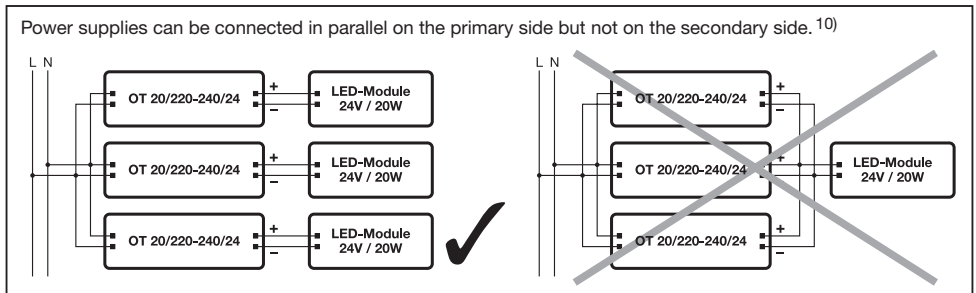 Power supplies can be connected in parallel on the primary side but not on the secondary side. 10)
L N
OT 20/220-240/24
+
–
LED-Module
24V / 20W
OT 20/220-240/24
+
–
LED-Module
24V / 20W
OT 20/220-240/24
+
–
LED-Module
24V / 20W
L N
OT 20/220-240/24
+
–
OT 20/220-240/24
+
–
LED-Module
24V / 20W
OT 20/220-240/24
+
–